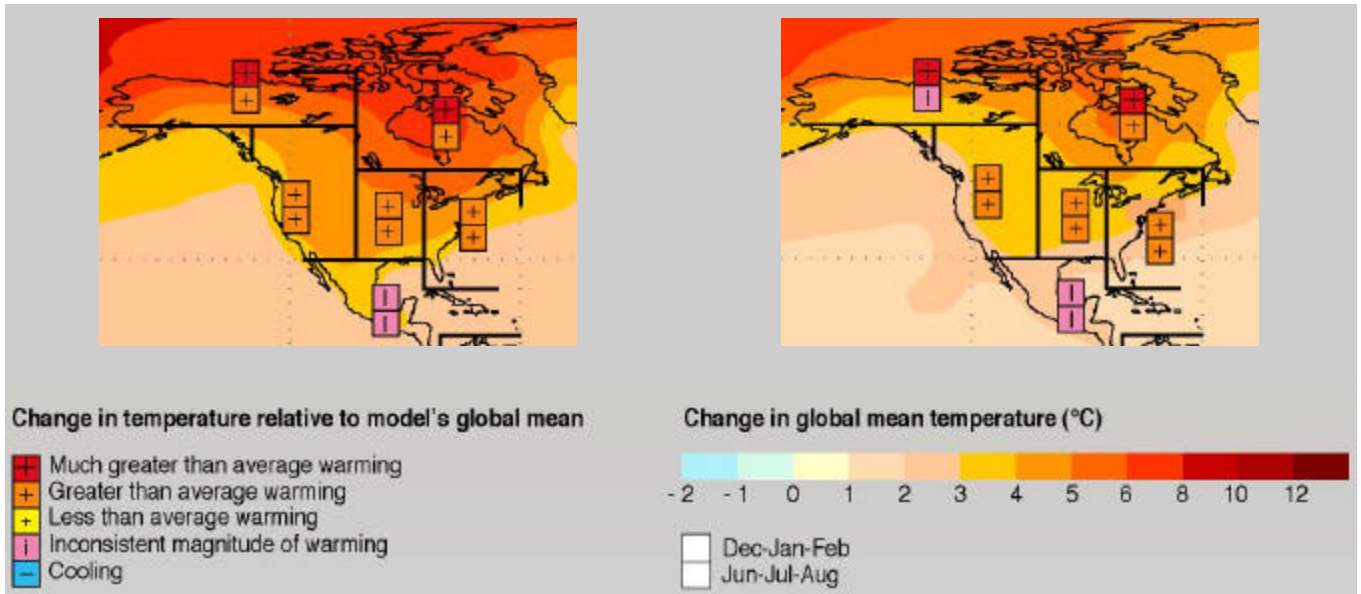 Change in temperature relative to model's global mean
+ Much greater than average warming
+ Greater than average warming
+ Less than average warming
i Inconsistent magnitude of warming
– Cooling
Change in global mean temperature (°C)
-2 -1 0 1 2 3 4 5 6 8 10 12
Dec-Jan-Feb
Jun-Jul-Aug